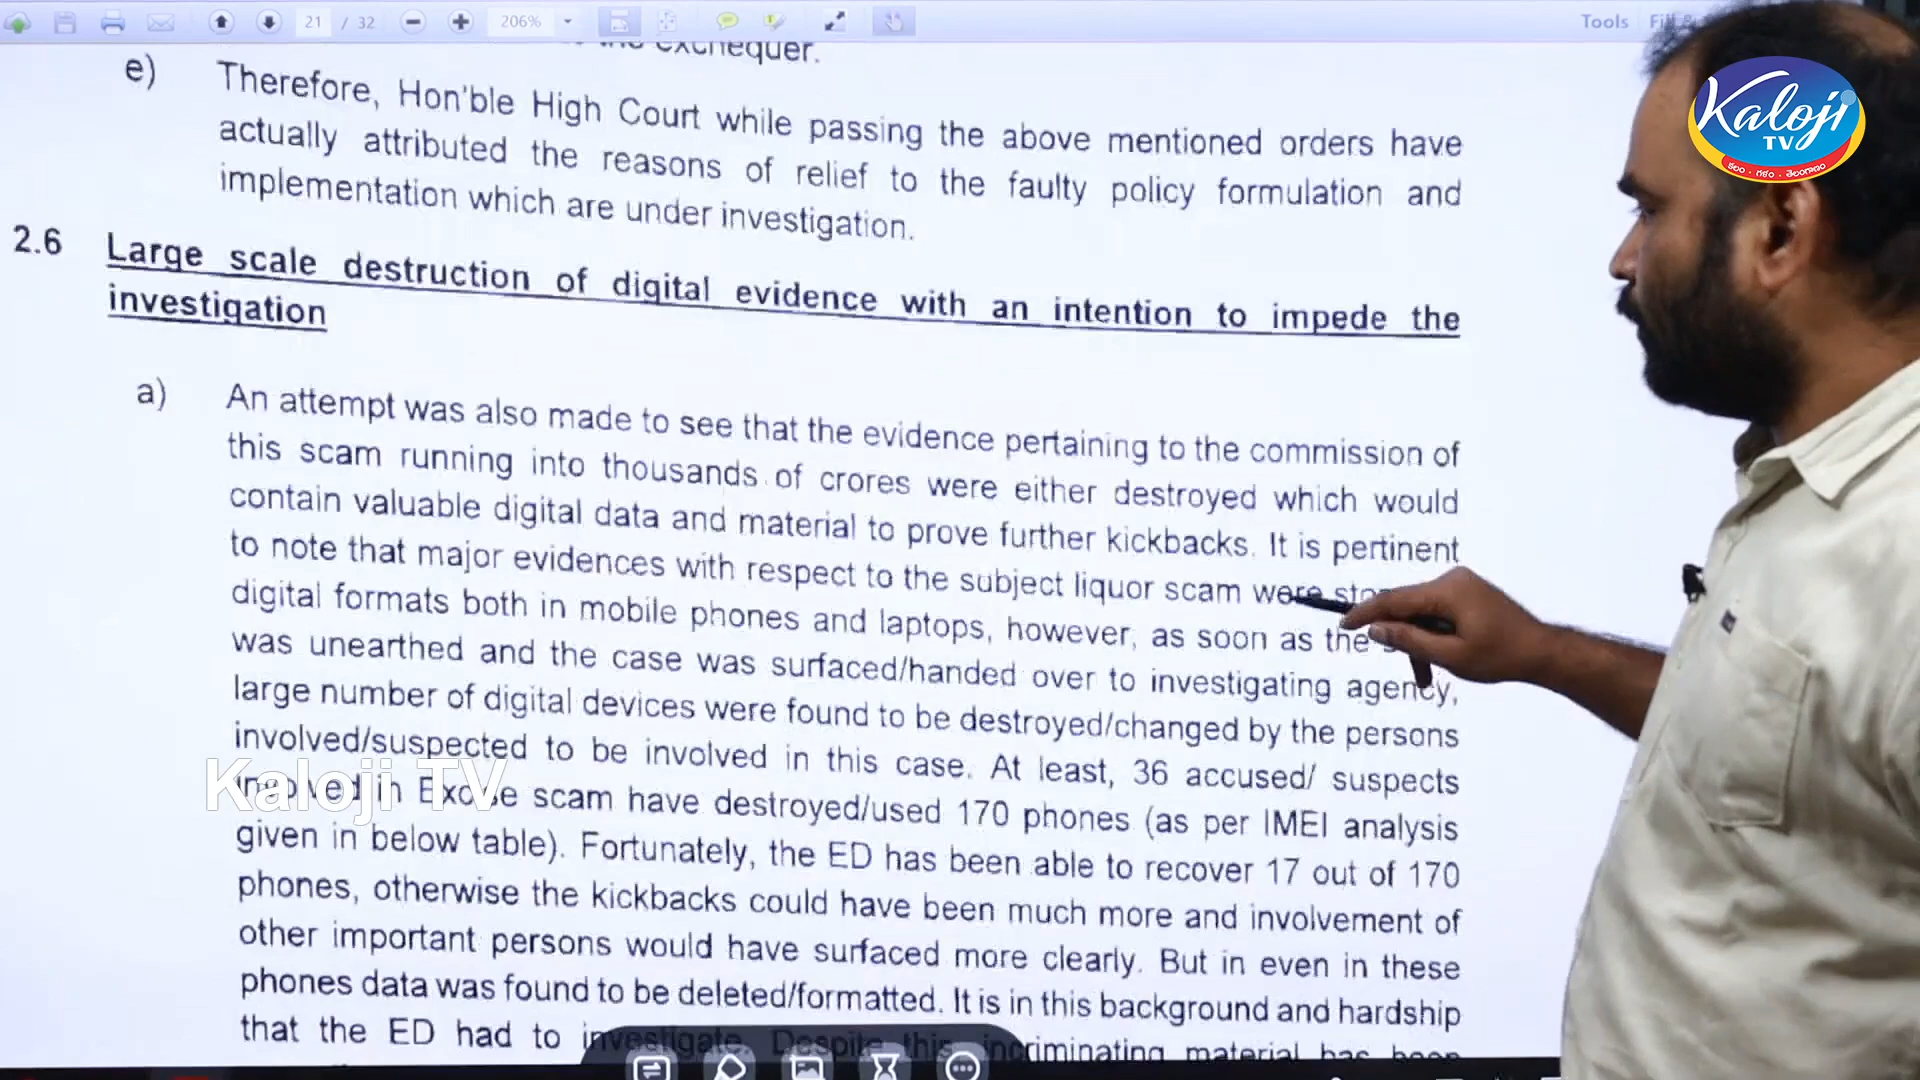 21 / 32
206%
Tools
exchequer.
e) Therefore, Hon'ble High Court while passing the above mentioned orders have
actually attributed the reasons of relief to the faulty policy formulation and
implementation which are under investigation.
2.6 Large scale destruction of digital evidence with an intention to impede the
investigation
a) An attempt was also made to see that the evidence pertaining to the commission of
this scam running into thousands of crores were either destroyed which would
contain valuable digital data and material to prove further kickbacks. It is pertinent
to note that major evidences with respect to the subject liquor scam were
digital formats both in mobile phones and laptops, however, as soon as the
was unearthed and the case was surfaced/handed over to investigating agency,
large number of digital devices were found to be destroyed/changed by the persons
involved/suspected to be involved in this case. At least, 36 accused/ suspects
involved in Excise scam have destroyed/used 170 phones (as per IMEI analysis
given in below table). Fortunately, the ED has been able to recover 17 out of 170
phones, otherwise the kickbacks could have been much more and involvement of
other important persons would have surfaced more clearly. But in even in these
phones data was found to be deleted/formatted. It is in this background and hardship
that the ED had to investigate. Despite this, incriminating material has been
Kaloji
TV
Kaloji TV